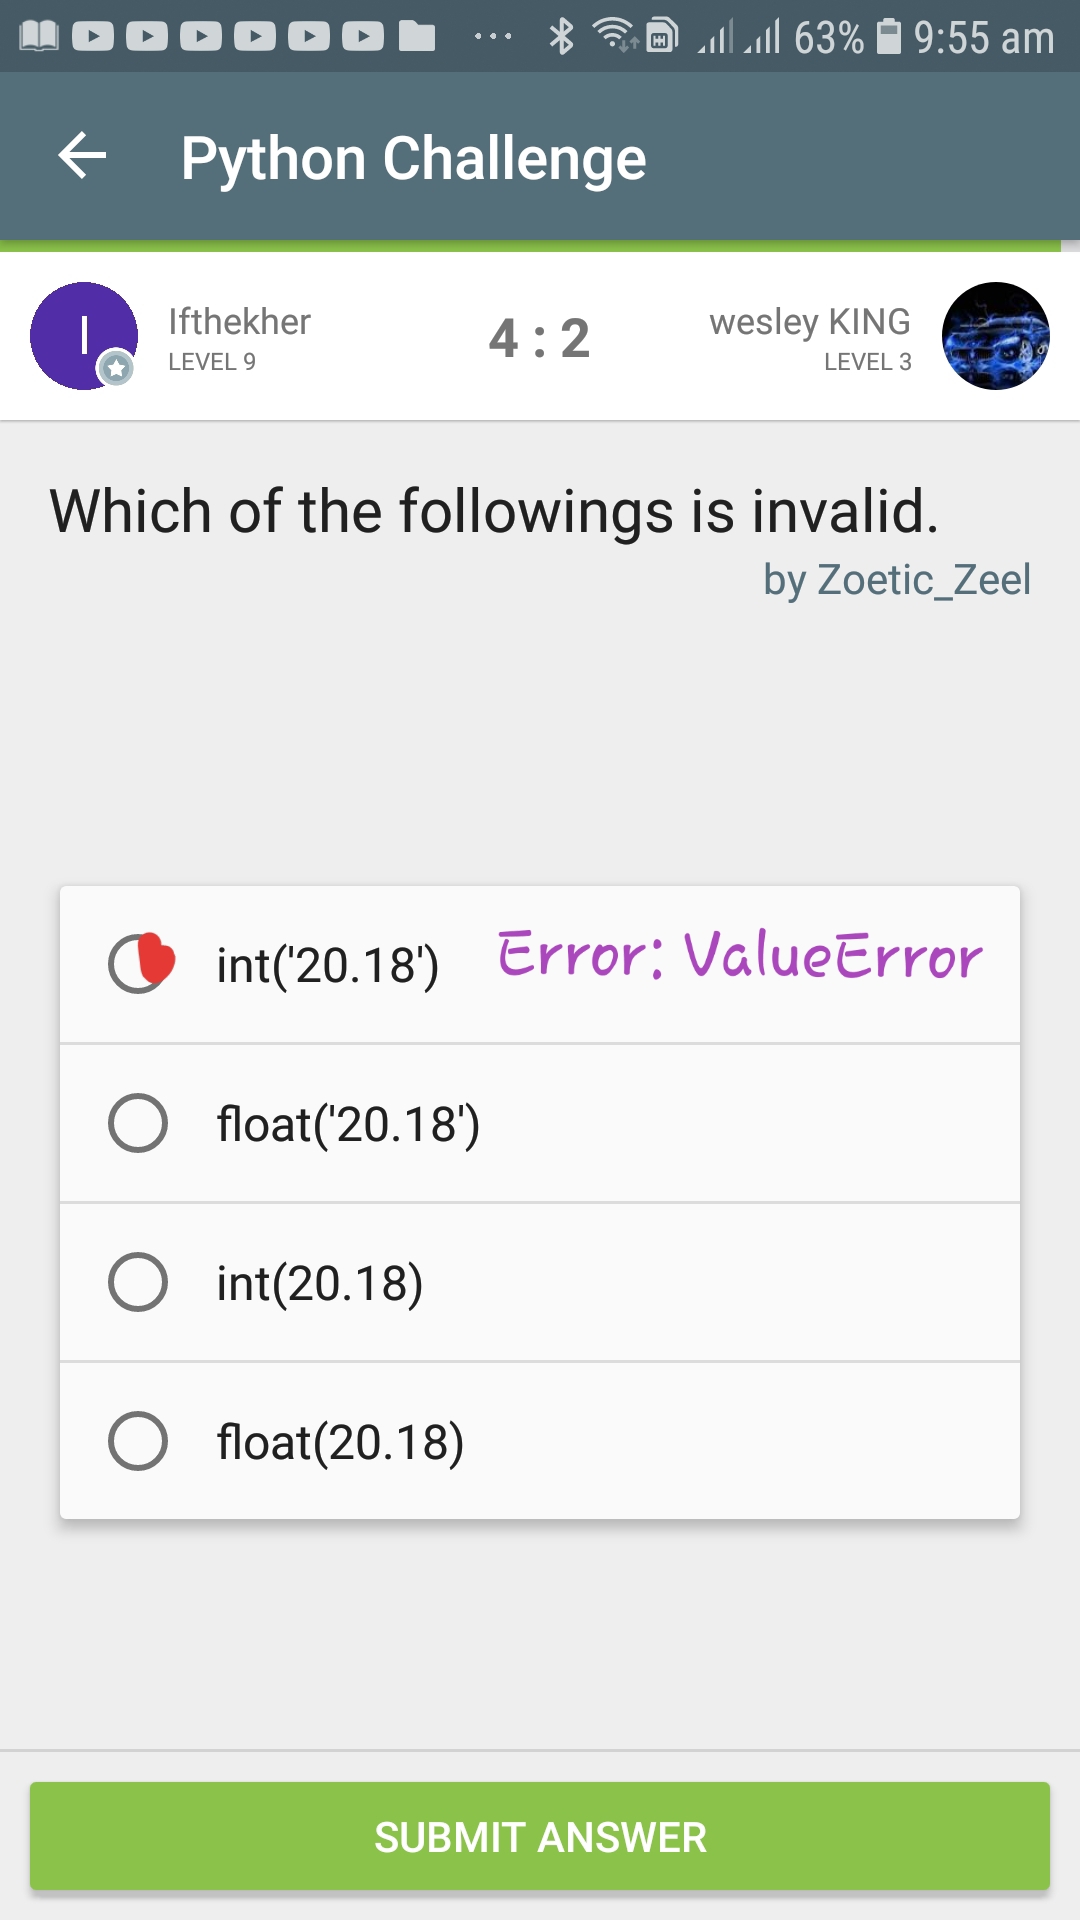 63% 9:55 am
Python Challenge
I
Ifthekher
LEVEL 9
4 : 2
wesley KING
LEVEL 3
Which of the followings is invalid.
by Zoetic_Zeel
int('20.18') Error: ValueError
float('20.18')
int(20.18)
float(20.18)
SUBMIT ANSWER